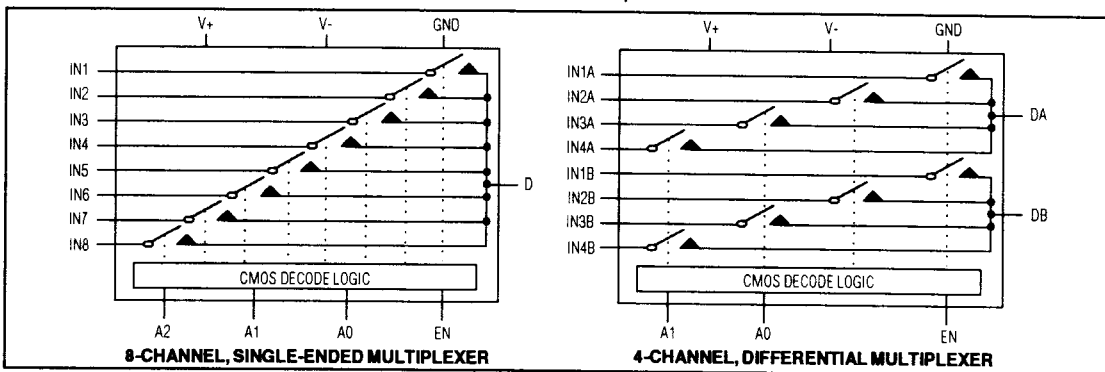 V+ V- GND
IN1
IN2
IN3
IN4
IN5
IN6
IN7
IN8
D
CMOS DECODE LOGIC
A2 A1 A0 EN
8-CHANNEL, SINGLE-ENDED MULTIPLEXER
V+ V- GND
IN1A
IN2A
IN3A
IN4A
IN1B
IN2B
IN3B
IN4B
DA
DB
CMOS DECODE LOGIC
A1 A0 EN
4-CHANNEL, DIFFERENTIAL MULTIPLEXER